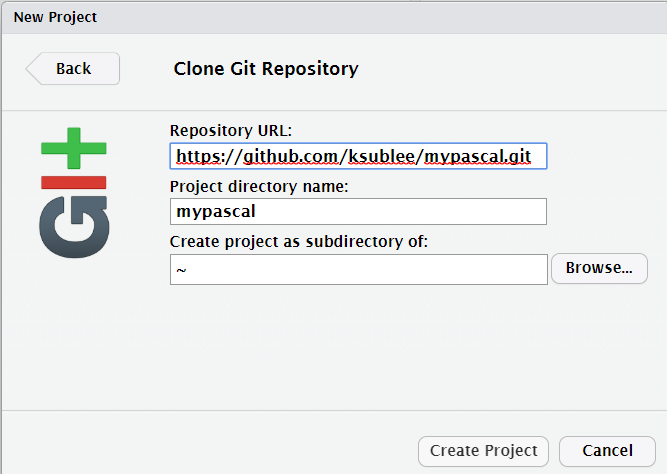 New Project
Back
Clone Git Repository
Repository URL:
https://github.com/ksublee/mypascal.git
Project directory name:
mypascal
Create project as subdirectory of:
~
Browse...
GIt
Create Project
Cancel